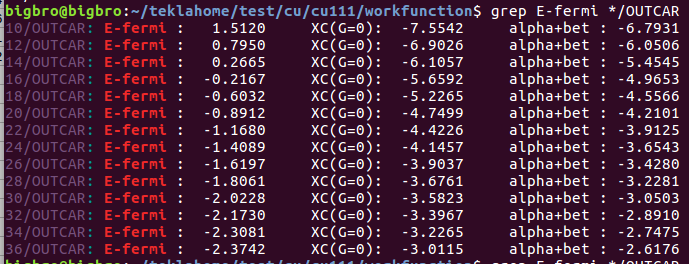 bigbro@bigbro:~/teklahome/test/cu/cu111/workfunction$ grep E-fermi */OUTCAR
10/OUTCAR: E-fermi :   1.5120     XC(G=0):  -7.5542     alpha+bet : -6.7931
12/OUTCAR: E-fermi :   0.7950     XC(G=0):  -6.9026     alpha+bet : -6.0506
14/OUTCAR: E-fermi :   0.2665     XC(G=0):  -6.1057     alpha+bet : -5.4545
16/OUTCAR: E-fermi :  -0.2167     XC(G=0):  -5.6592     alpha+bet : -4.9653
18/OUTCAR: E-fermi :  -0.6032     XC(G=0):  -5.2265     alpha+bet : -4.5566
20/OUTCAR: E-fermi :  -0.8912     XC(G=0):  -4.7499     alpha+bet : -4.2101
22/OUTCAR: E-fermi :  -1.1680     XC(G=0):  -4.4226     alpha+bet : -3.9125
24/OUTCAR: E-fermi :  -1.4089     XC(G=0):  -4.1457     alpha+bet : -3.6543
26/OUTCAR: E-fermi :  -1.6197     XC(G=0):  -3.9037     alpha+bet : -3.4280
28/OUTCAR: E-fermi :  -1.8061     XC(G=0):  -3.6761     alpha+bet : -3.2281
30/OUTCAR: E-fermi :  -2.0228     XC(G=0):  -3.5823     alpha+bet : -3.0503
32/OUTCAR: E-fermi :  -2.1730     XC(G=0):  -3.3967     alpha+bet : -2.8910
34/OUTCAR: E-fermi :  -2.3081     XC(G=0):  -3.2265     alpha+bet : -2.7475
36/OUTCAR: E-fermi :  -2.3742     XC(G=0):  -3.0115     alpha+bet : -2.6176
bigbro@bigbro:~/teklahome/test/cu/cu111/workfunction$ grep E-fermi */OUTCAR